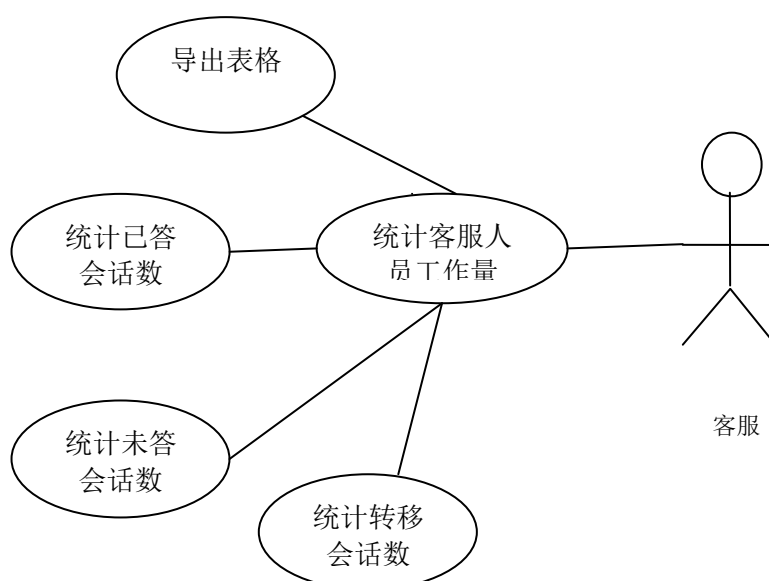 导出表格
统计已答
会话数
统计客服人
员工作量
客服
统计未答
会话数
统计转移
会话数